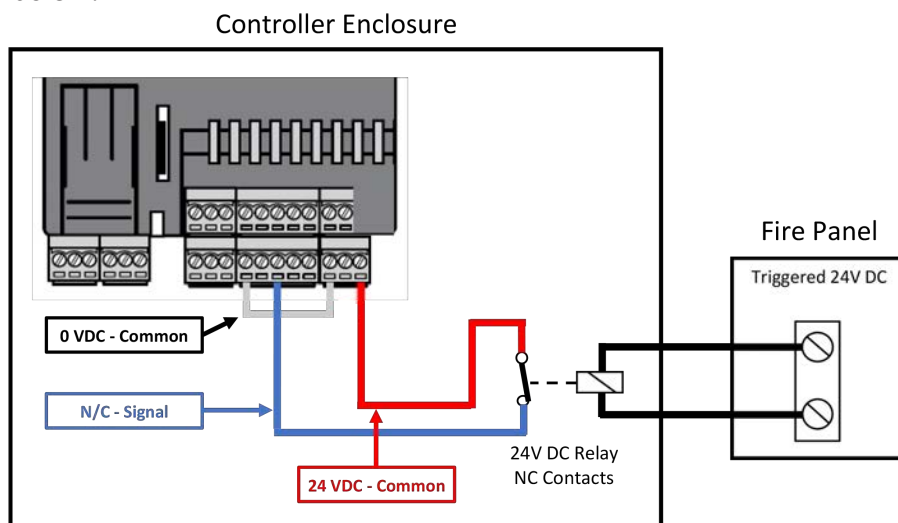 Controller Enclosure
Fire Panel
Triggered 24V DC
0 VDC - Common
N/C - Signal
24V DC Relay
NC Contacts
24 VDC - Common